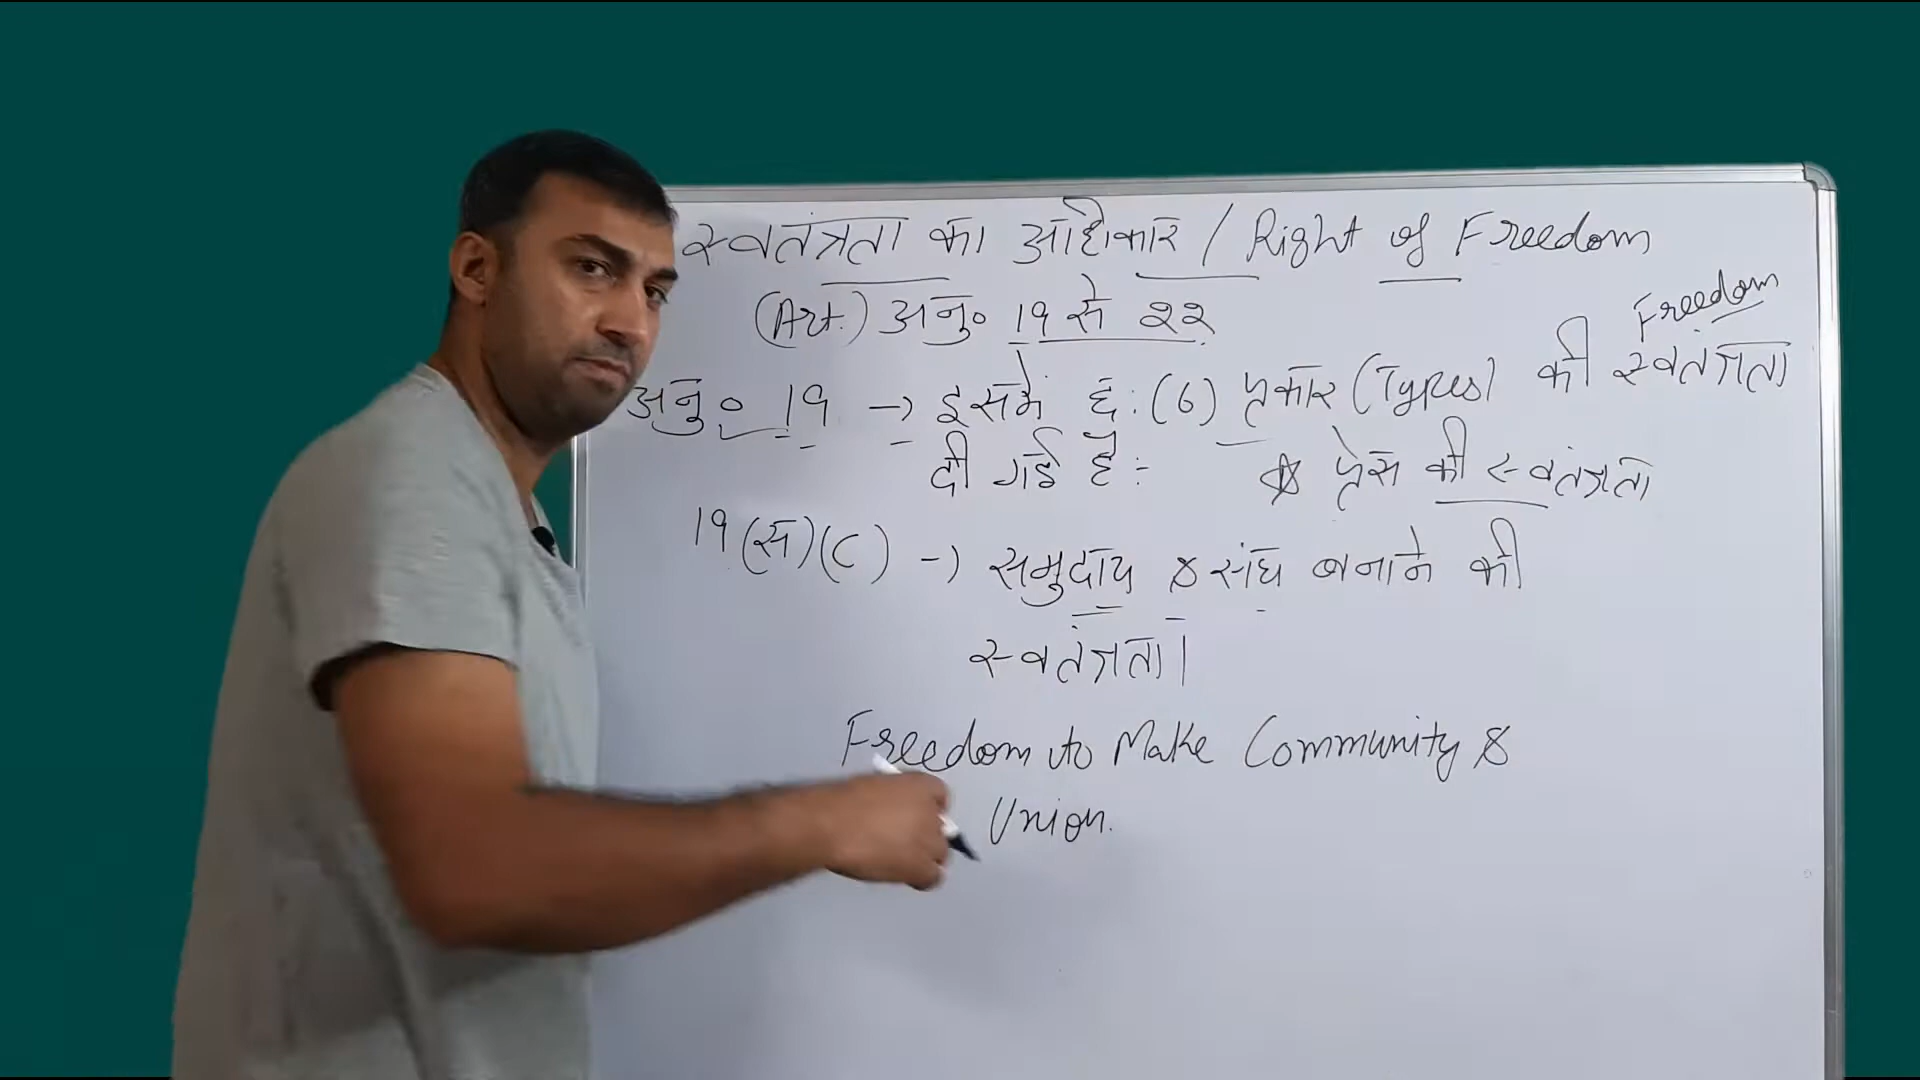 स्वतंत्रता का अधिकार / Right of Freedom
(Art.) अनु० 19 से 22
Freedom
अनु० 19 → इसमें छ: (6) प्रकार (Types) की स्वतंत्रता
दी गई है :- ☆ प्रेस की स्वतंत्रता
19 (स) (C) → समुदाय & संघ बनाने की
स्वतंत्रता।
Freedom to Make Community &
Union.